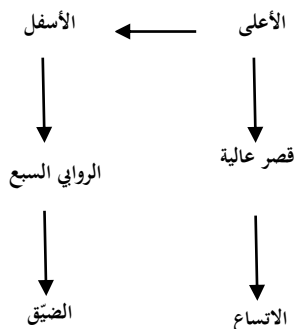 الأعلى
الأسفل
قصر عالية
الروابي السبع
الاتساع
الضيّق